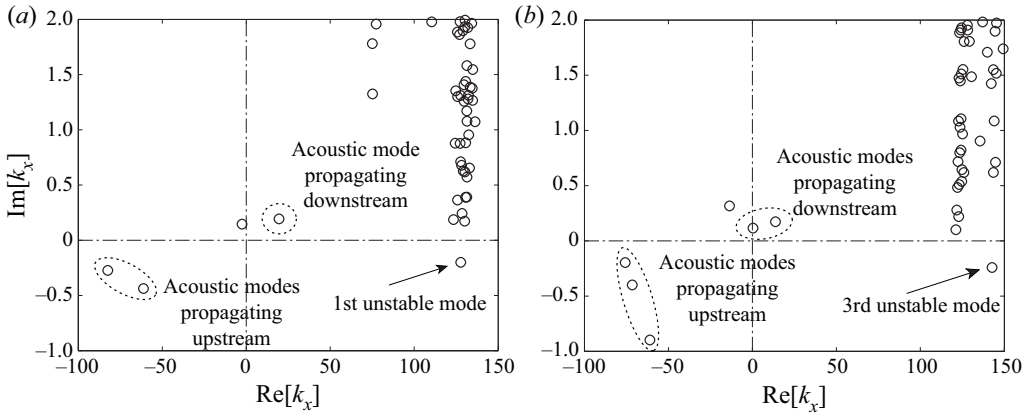 (a)
2.0
1.5
1.0
0.5
0
−0.5
−1.0
Im[kx]
−100
−50
0
50
100
150
Re[kx]
Acoustic mode
propagating
downstream
Acoustic modes
propagating
upstream
1st unstable mode
(b)
2.0
1.5
1.0
0.5
0
−0.5
−1.0
−100
−50
0
50
100
150
Re[kx]
Acoustic modes
propagating
downstream
Acoustic modes
propagating
upstream
3rd unstable mode